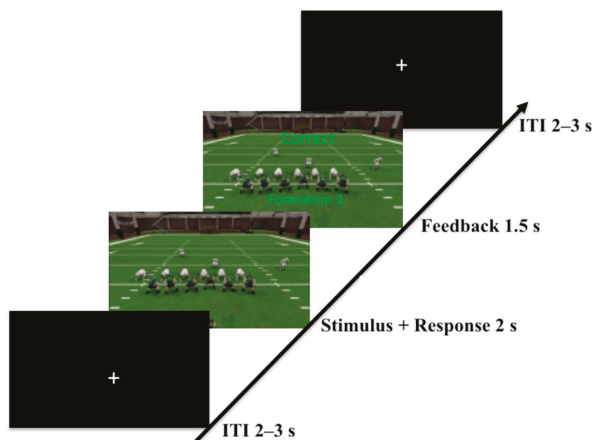 ITI 2–3 s
Correct
Formation 2
Feedback 1.5 s
Stimulus + Response 2 s
ITI 2–3 s